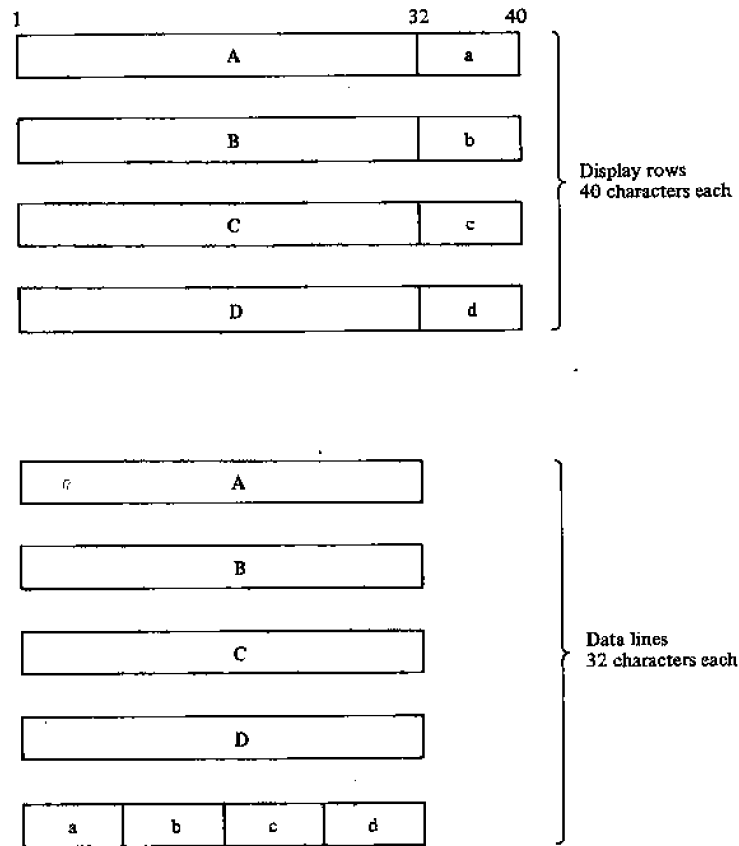 1 32 40
A a
B b
Display rows
40 characters each
C c
D d
A
B
C
Data lines
32 characters each
D
a b c d